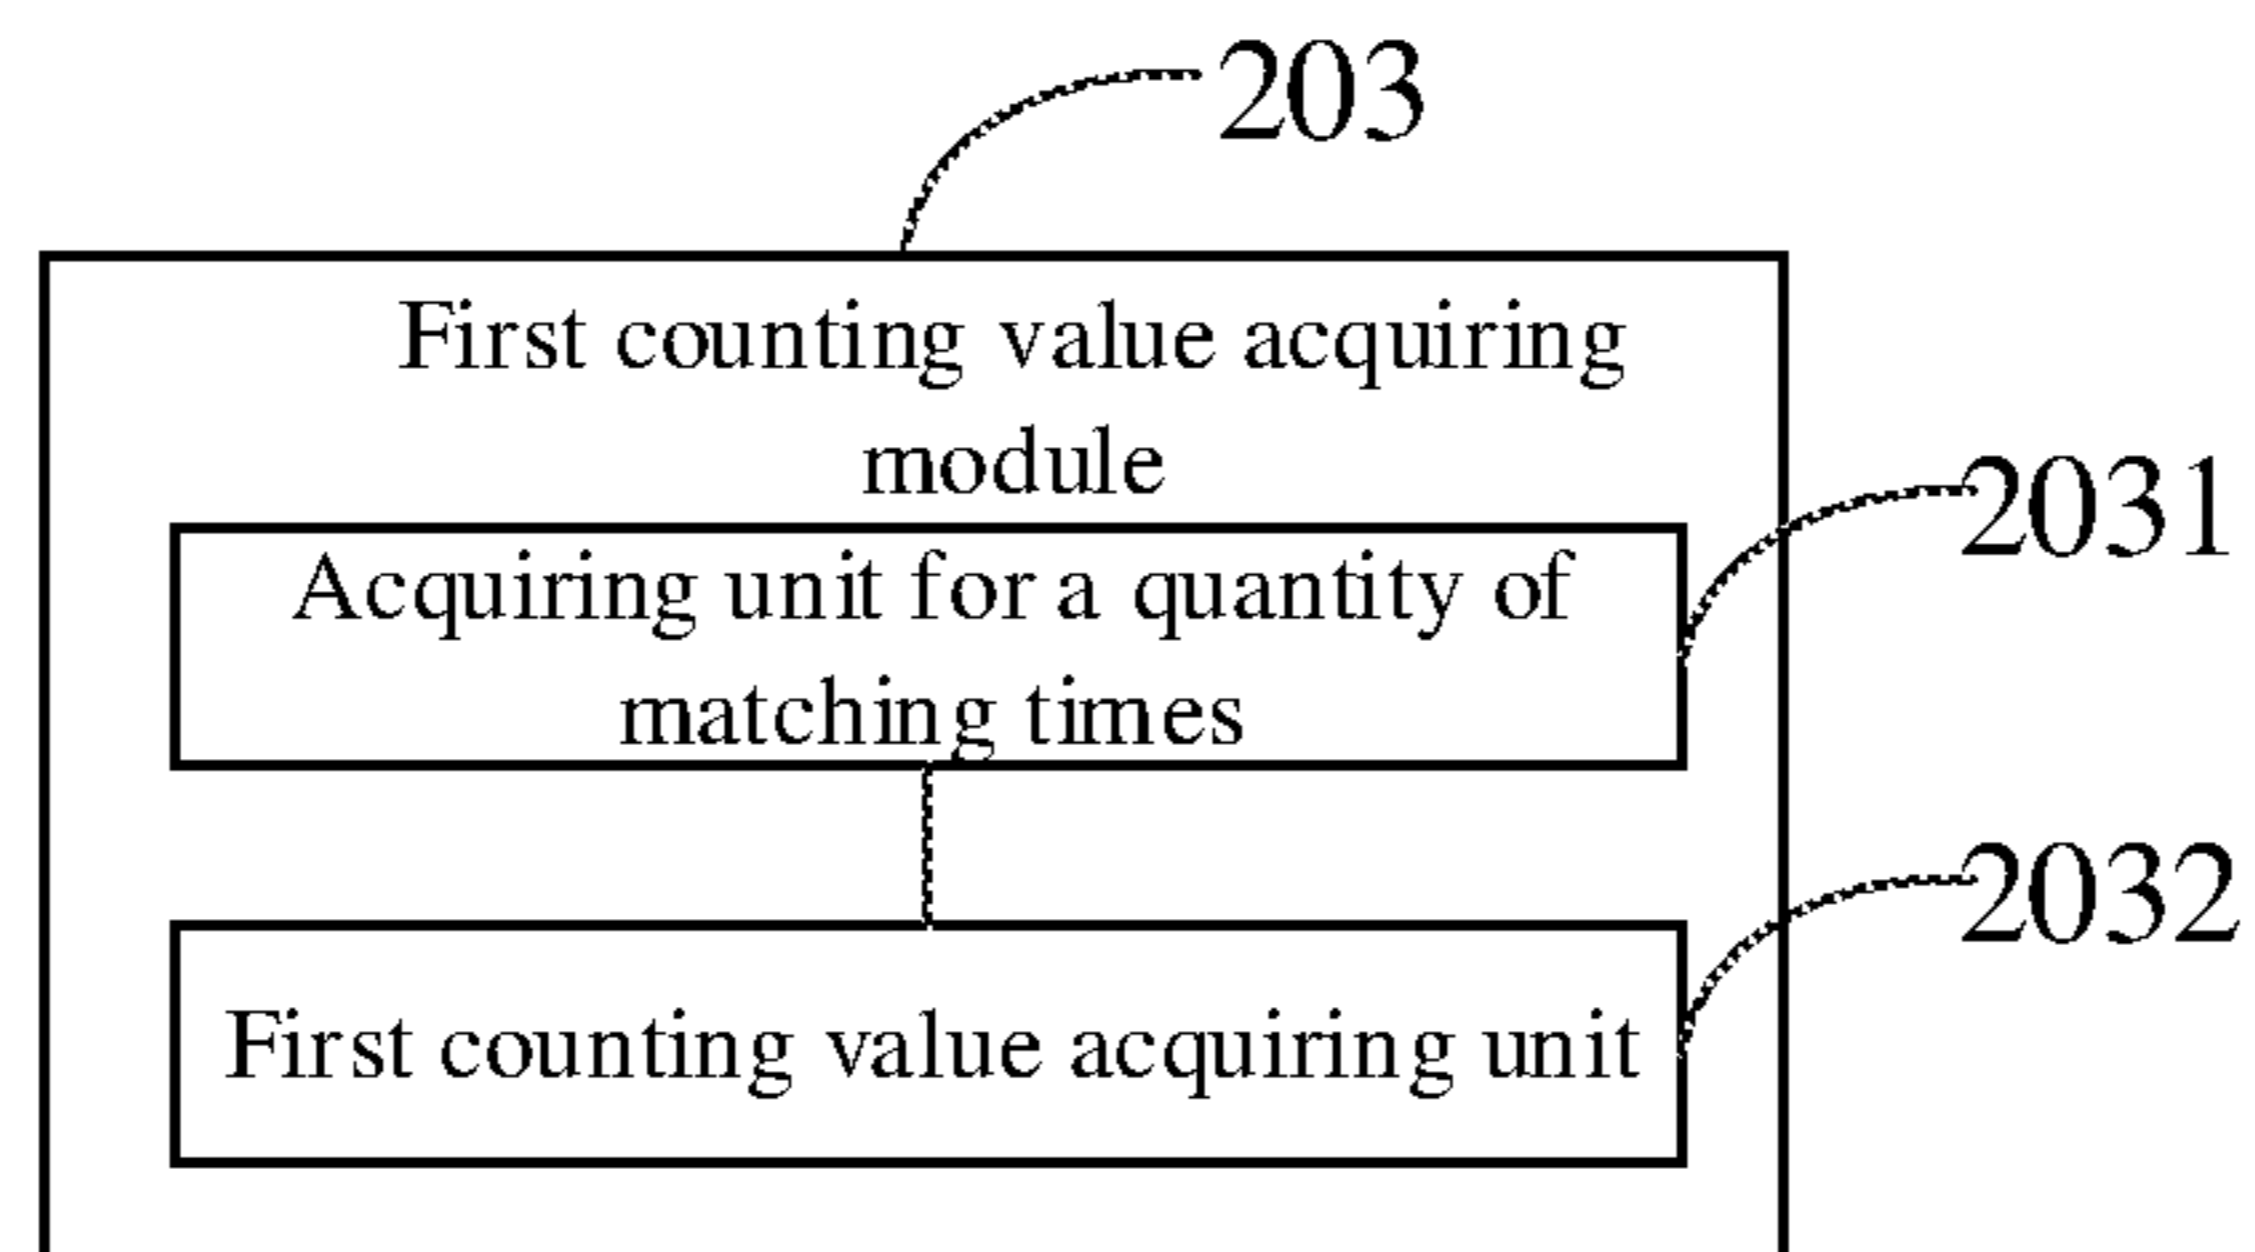 203
First counting value acquiring
module
2031
Acquiring unit for a quantity of
matching times
2032
First counting value acquiring unit